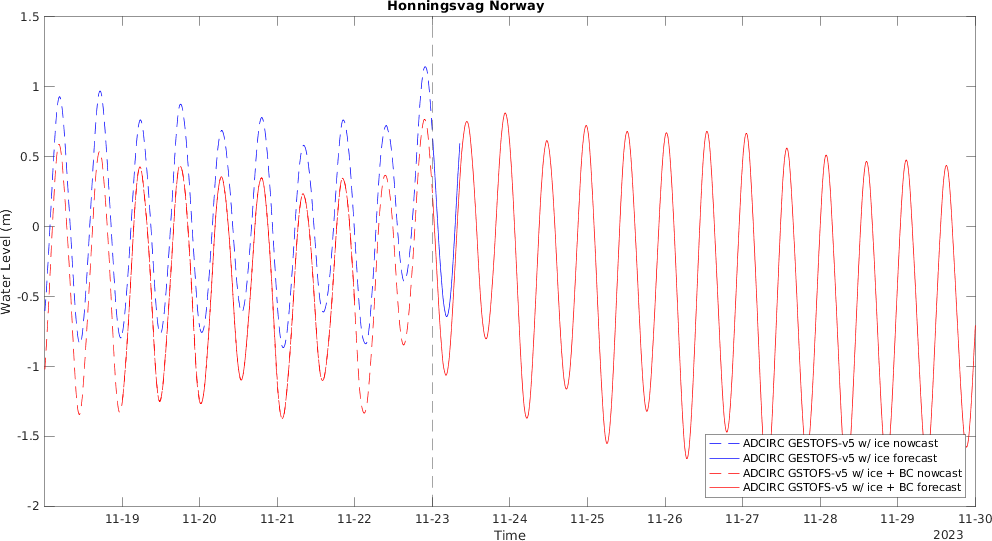 Honningsvag Norway
Water Level (m)
1.5
1
0.5
0
-0.5
-1
-1.5
-2
ADCIRC GESTOFS-v5 w/ ice nowcast
ADCIRC GESTOFS-v5 w/ ice forecast
ADCIRC GSTOFS-v5 w/ ice + BC nowcast
ADCIRC GSTOFS-v5 w/ ice + BC forecast
11-19 11-20 11-21 11-22 11-23 11-24 11-25 11-26 11-27 11-28 11-29 11-30
Time
2023